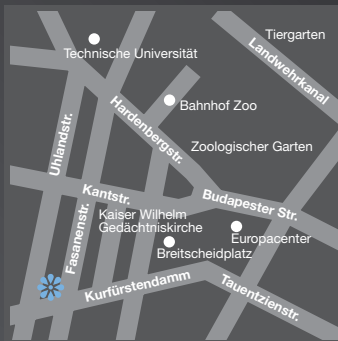 Tiergarten
Landwehrkanal
Technische Universität
Bahnhof Zoo
Hardenbergstr.
Zoologischer Garten
Uhlandstr.
Kantstr.
Budapester Str.
Fasanenstr.
Kaiser Wilhelm
Gedächtniskirche
Europacenter
Breitscheidplatz
Kurfürstendamm
Tauentzienstr.